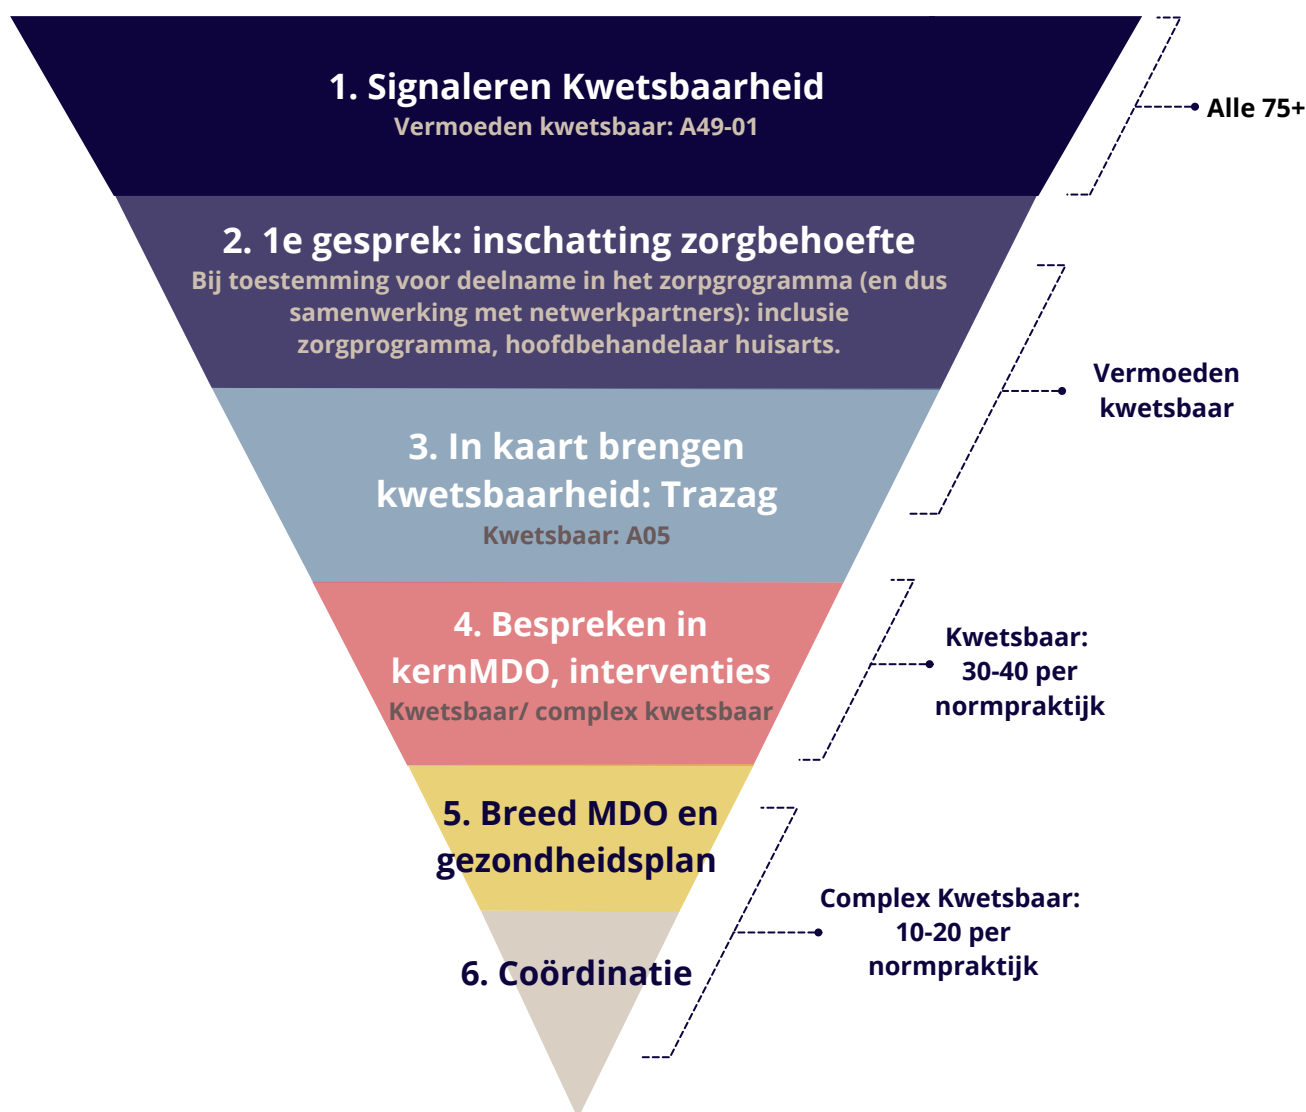 1. Signaleren Kwetsbaarheid
Vermoeden kwetsbaar: A49-01
Alle 75+
2. 1e gesprek: inschatting zorgbehoefte
Bij toestemming voor deelname in het zorpgrogramma (en dus
samenwerking met netwerkpartners): inclusie
zorgprogramma, hoofdbehandelaar huisarts.
Vermoeden
kwetsbaar
3. In kaart brengen
kwetsbaarheid: Trazag
Kwetsbaar: A05
4. Bespreken in
kernMDO, interventies
Kwetsbaar/ complex kwetsbaar
Kwetsbaar:
30-40 per
normpraktijk
5. Breed MDO en
gezondheidsplan
Complex Kwetsbaar:
10-20 per
normpraktijk
6. Coördinatie